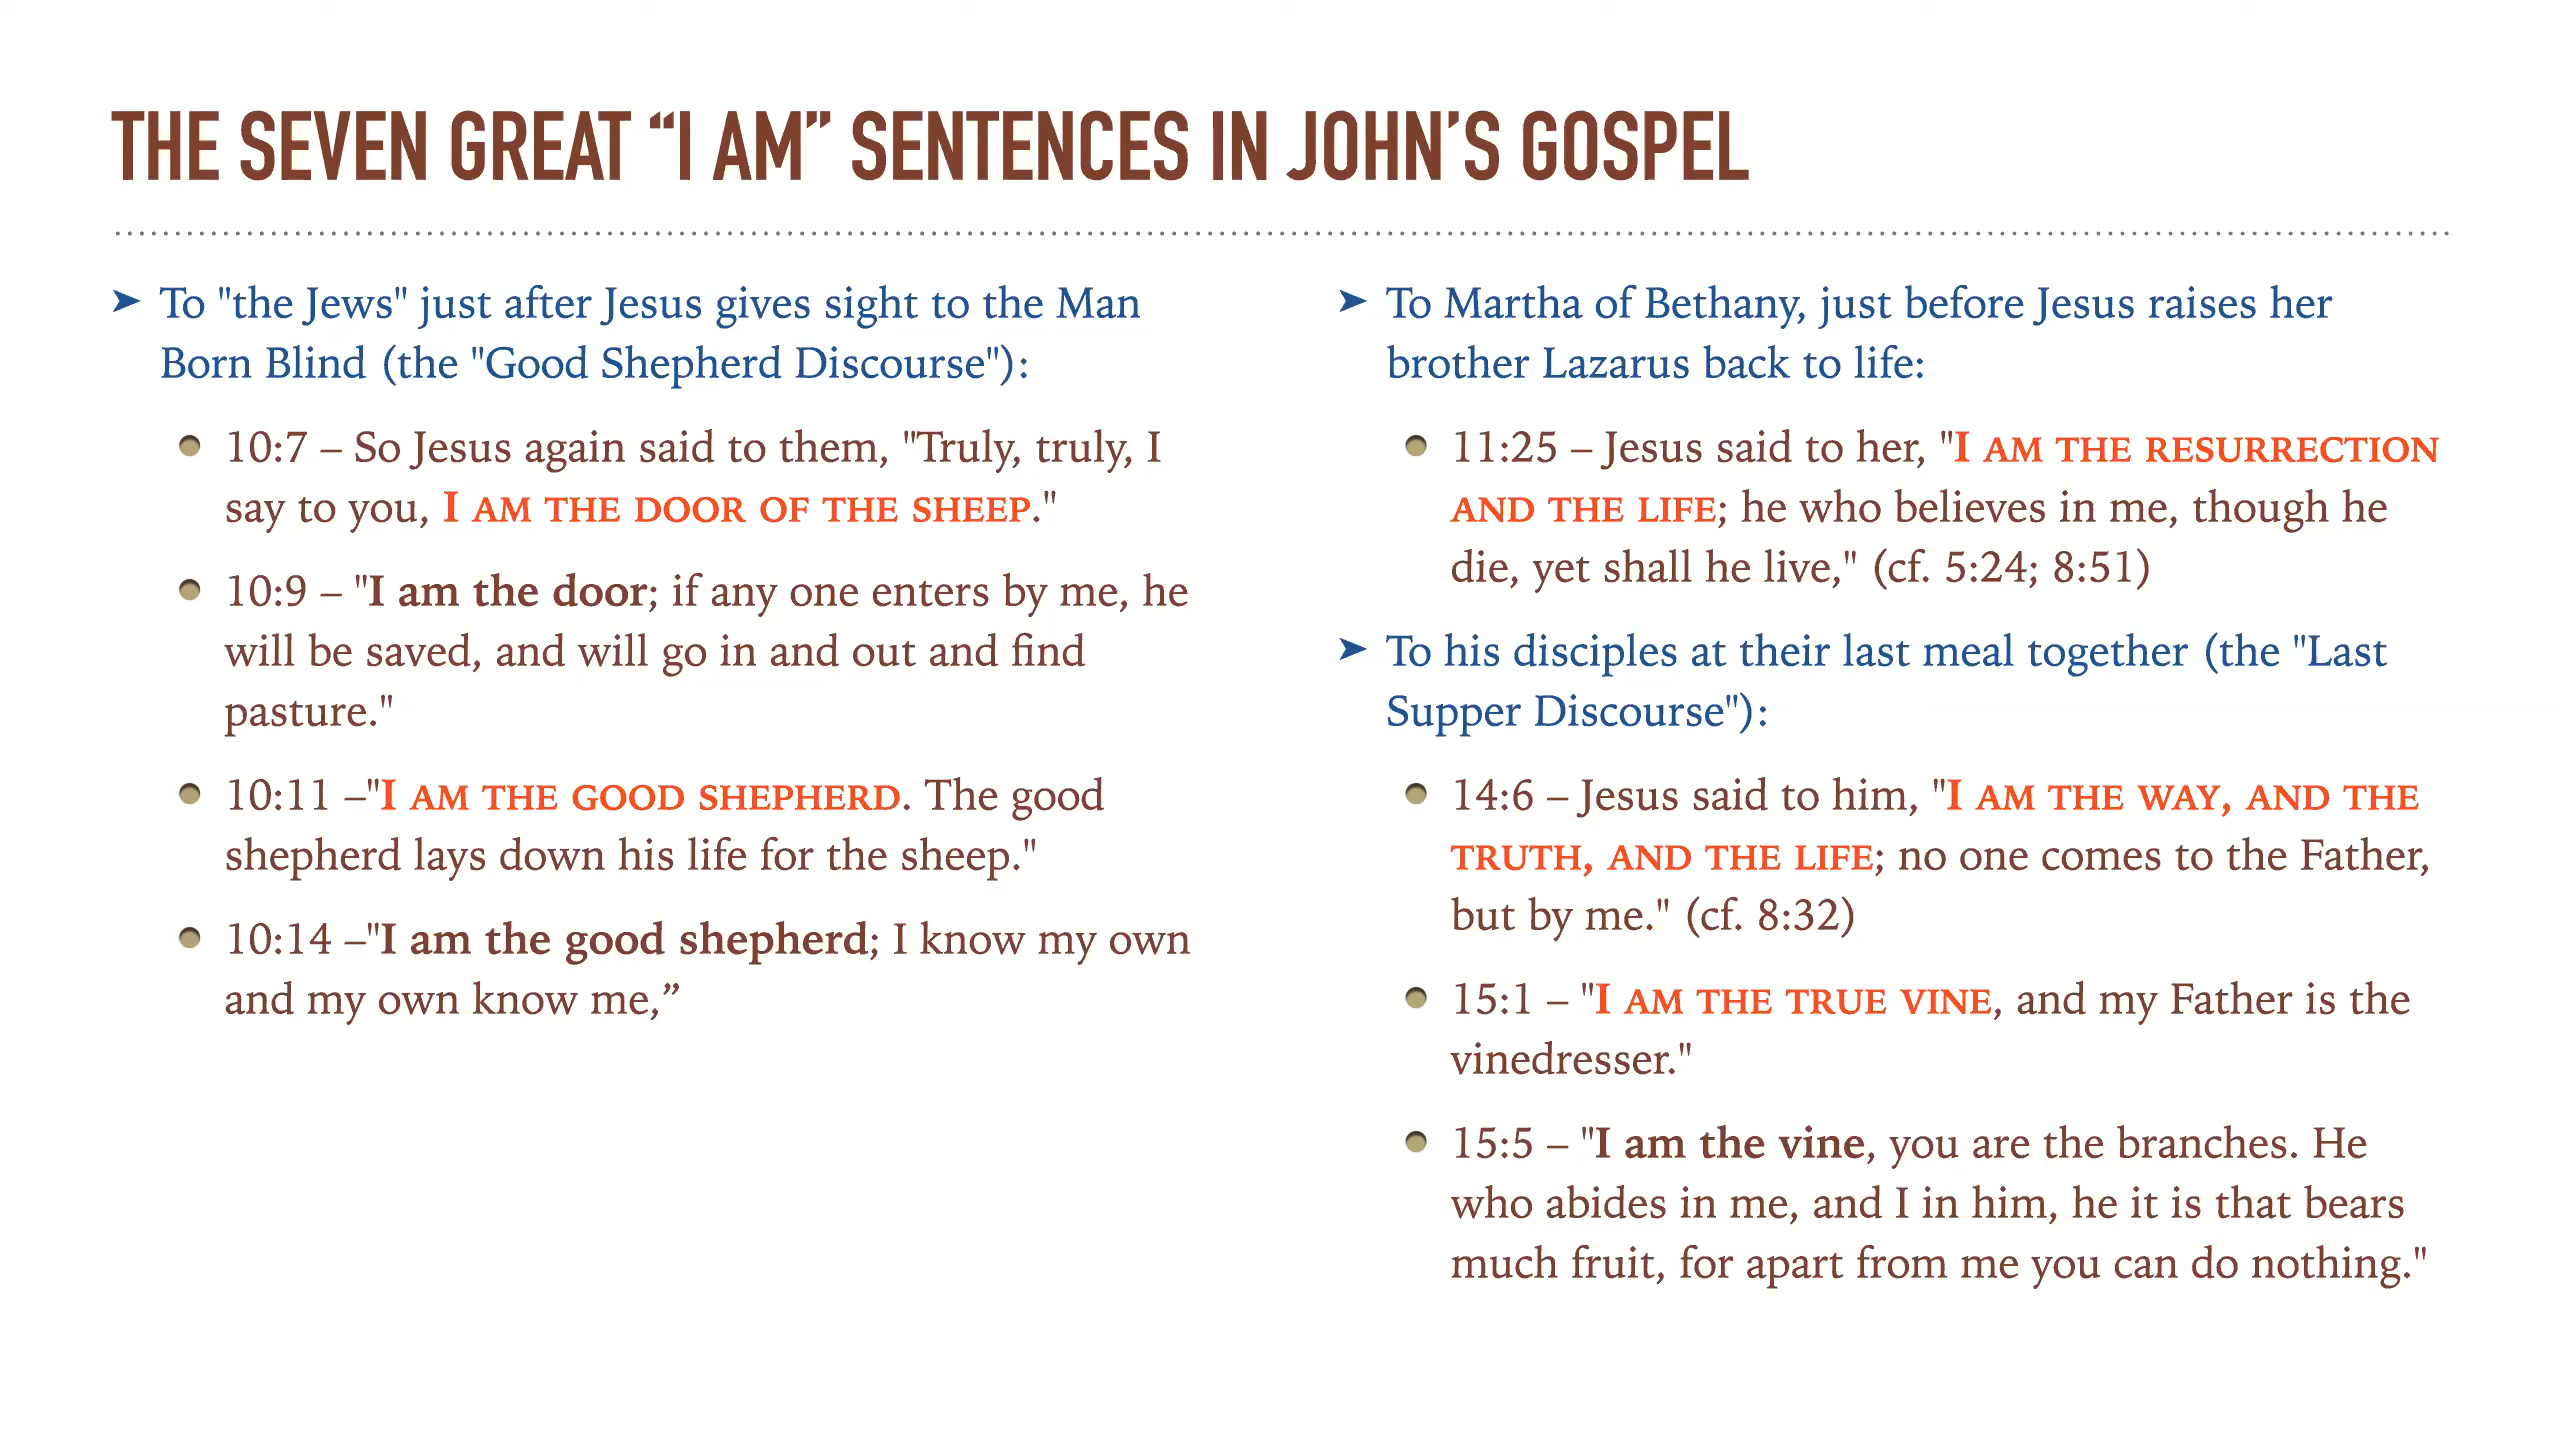 THE SEVEN GREAT “I AM” SENTENCES IN JOHN’S GOSPEL
➤ To "the Jews" just after Jesus gives sight to the Man
Born Blind (the "Good Shepherd Discourse"):
10:7 – So Jesus again said to them, "Truly, truly, I
say to you, I AM THE DOOR OF THE SHEEP."
10:9 – "I am the door; if any one enters by me, he
will be saved, and will go in and out and find
pasture."
10:11 –"I AM THE GOOD SHEPHERD. The good
shepherd lays down his life for the sheep."
10:14 –"I am the good shepherd; I know my own
and my own know me,”
➤ To Martha of Bethany, just before Jesus raises her
brother Lazarus back to life:
11:25 – Jesus said to her, "I AM THE RESURRECTION
AND THE LIFE; he who believes in me, though he
die, yet shall he live," (cf. 5:24; 8:51)
➤ To his disciples at their last meal together (the "Last
Supper Discourse"):
14:6 – Jesus said to him, "I AM THE WAY, AND THE
TRUTH, AND THE LIFE; no one comes to the Father,
but by me." (cf. 8:32)
15:1 – "I AM THE TRUE VINE, and my Father is the
vinedresser."
15:5 – "I am the vine, you are the branches. He
who abides in me, and I in him, he it is that bears
much fruit, for apart from me you can do nothing."